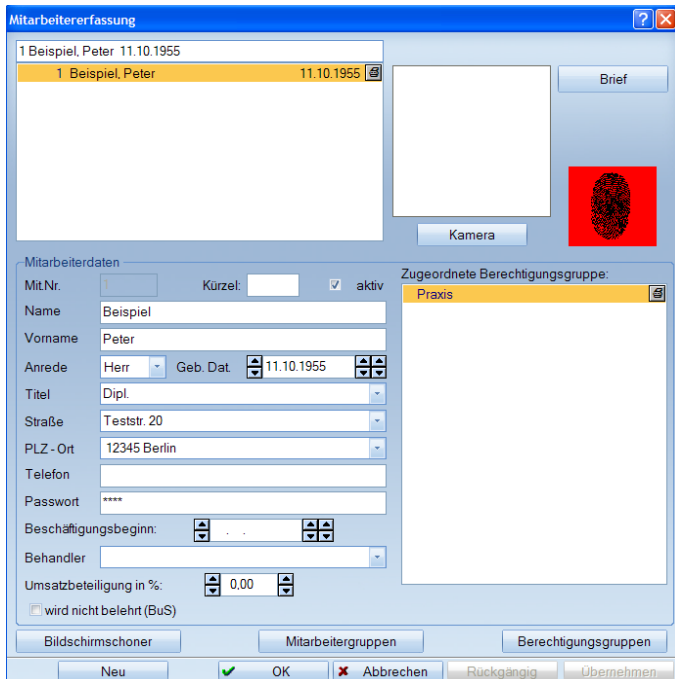 Mitarbeitererfassung
1 Beispiel, Peter 11.10.1955
1 Beispiel, Peter 11.10.1955
Brief
Kamera
Mitarbeiterdaten
Mit.Nr. 1 Kürzel: aktiv
Name Beispiel
Vorname Peter
Anrede Herr Geb. Dat. 11.10.1955
Titel Dipl.
Straße Teststr. 20
PLZ - Ort 12345 Berlin
Telefon
Passwort ****
Beschäftigungsbeginn: . .
Behandler
Umsatzbeteiligung in %: 0,00
wird nicht belehrt (BuS)
Zugeordnete Berechtigungsgruppe:
Praxis
Bildschirmschoner Mitarbeitergruppen Berechtigungsgruppen
Neu OK Abbrechen Rückgängig Übernehmen